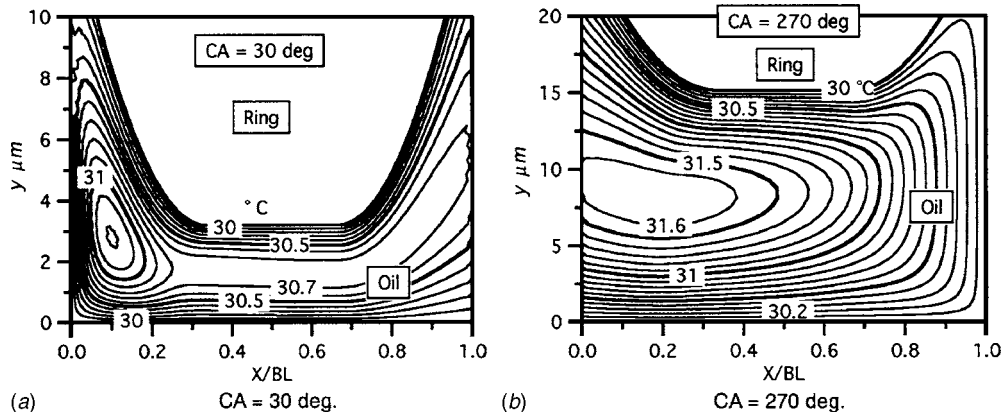 10
8
6
4
2
0
y μm
CA = 30 deg
Ring
31
° C
30
30.5
30.7
Oil
30.5
30
0.0 0.2 0.4 0.6 0.8 1.0
X/BL
(a) CA = 30 deg.
20
15
10
5
0
y μm
CA = 270 deg
Ring
30 °C
30.5
31.5
Oil
31.6
31
30.2
0.0 0.2 0.4 0.6 0.8 1.0
X/BL
(b) CA = 270 deg.